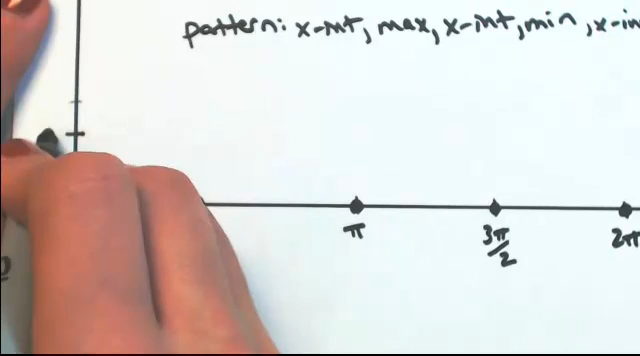 pattern: x-int, max, x-int, min, x-in
π
3π/2
2π